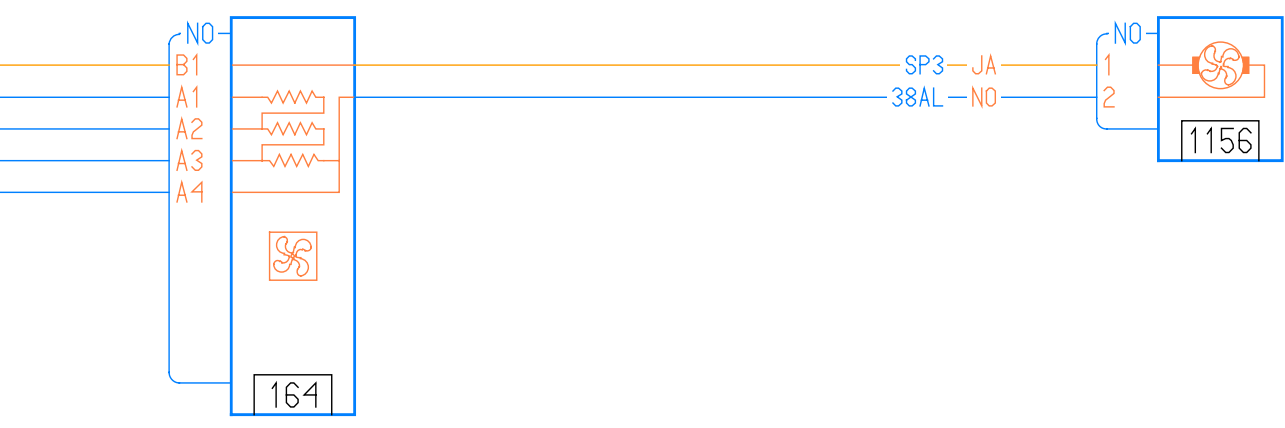 NO NO
B1 SP3 JA 1
A1 38AL NO 2
A2
A3 1156
A4
164